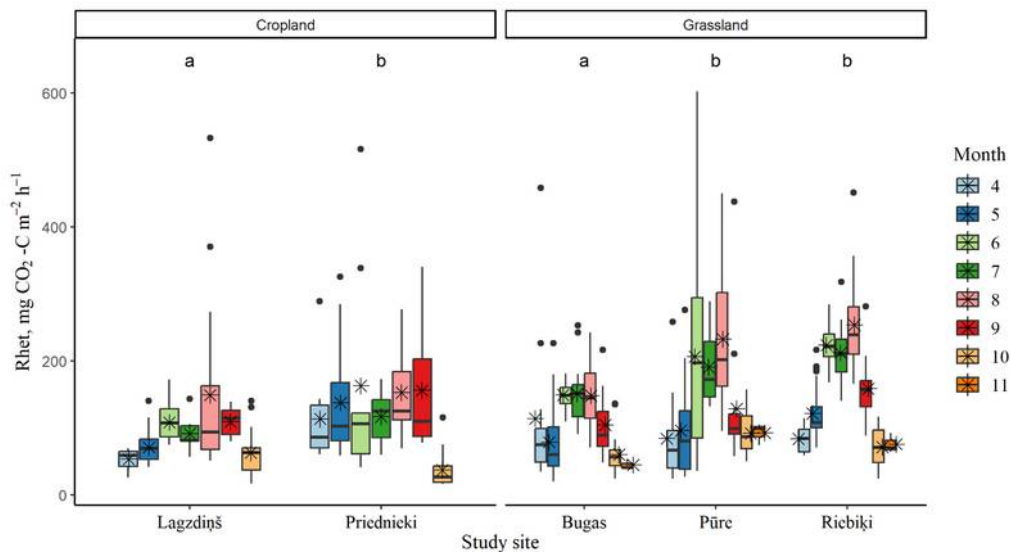 Cropland
Grassland
a
b
a
b
b
600
400
200
0
Rhet, mg CO₂ -C m⁻² h⁻¹
Lagzdiņš
Priednieki
Bugas
Pūre
Riebiķi
Study site
Month
4
5
6
7
8
9
10
11